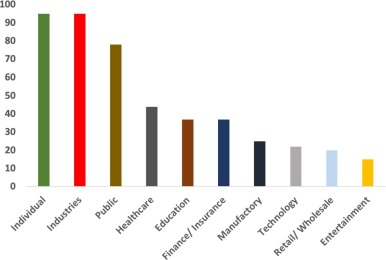 100
90
80
70
60
50
40
30
20
10
0
Individual
Industries
Public
Healthcare
Education
Finance/ Insurance
Manufactory
Technology
Retail/ Wholesale
Entertainment